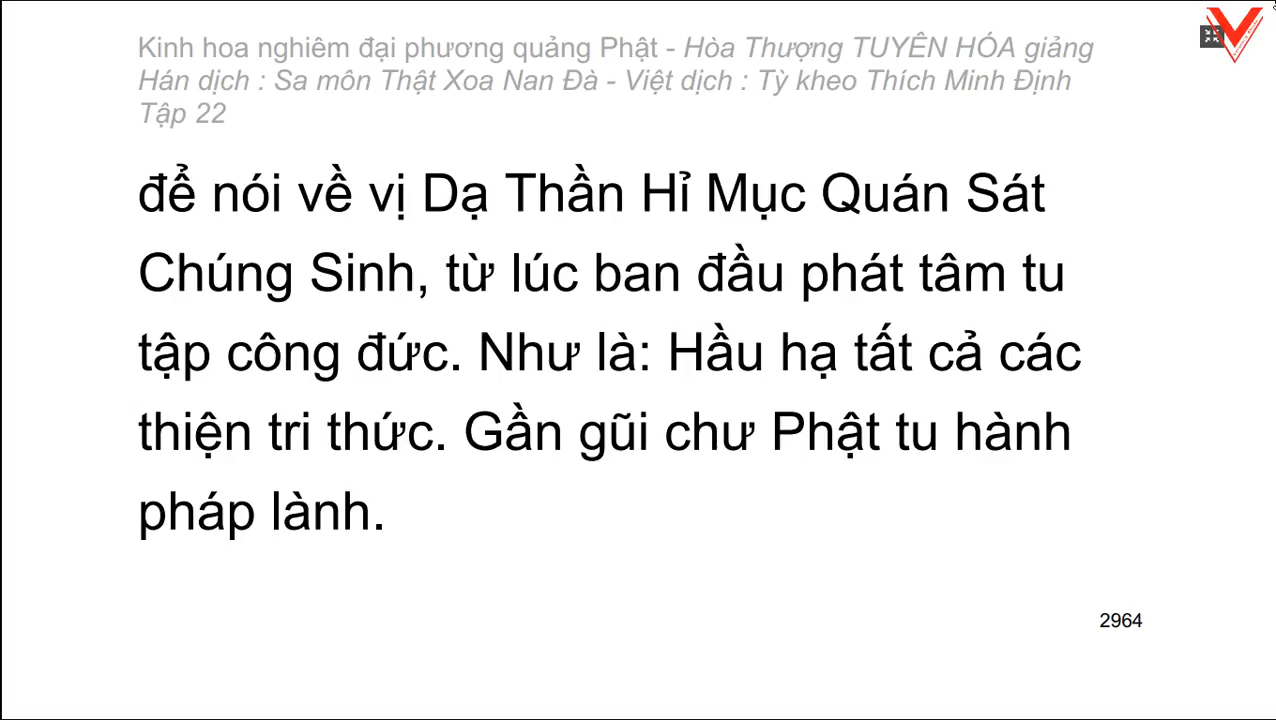 Kinh hoa nghiêm đại phương quảng Phật - Hòa Thượng TUYÊN HÓA giảng
Hán dịch : Sa môn Thật Xoa Nan Đà - Việt dịch : Tỳ kheo Thích Minh Định
Tập 22
để nói về vị Dạ Thần Hỉ Mục Quán Sát
Chúng Sinh, từ lúc ban đầu phát tâm tu
tập công đức. Như là: Hầu hạ tất cả các
thiện tri thức. Gần gũi chư Phật tu hành
pháp lành.
2964